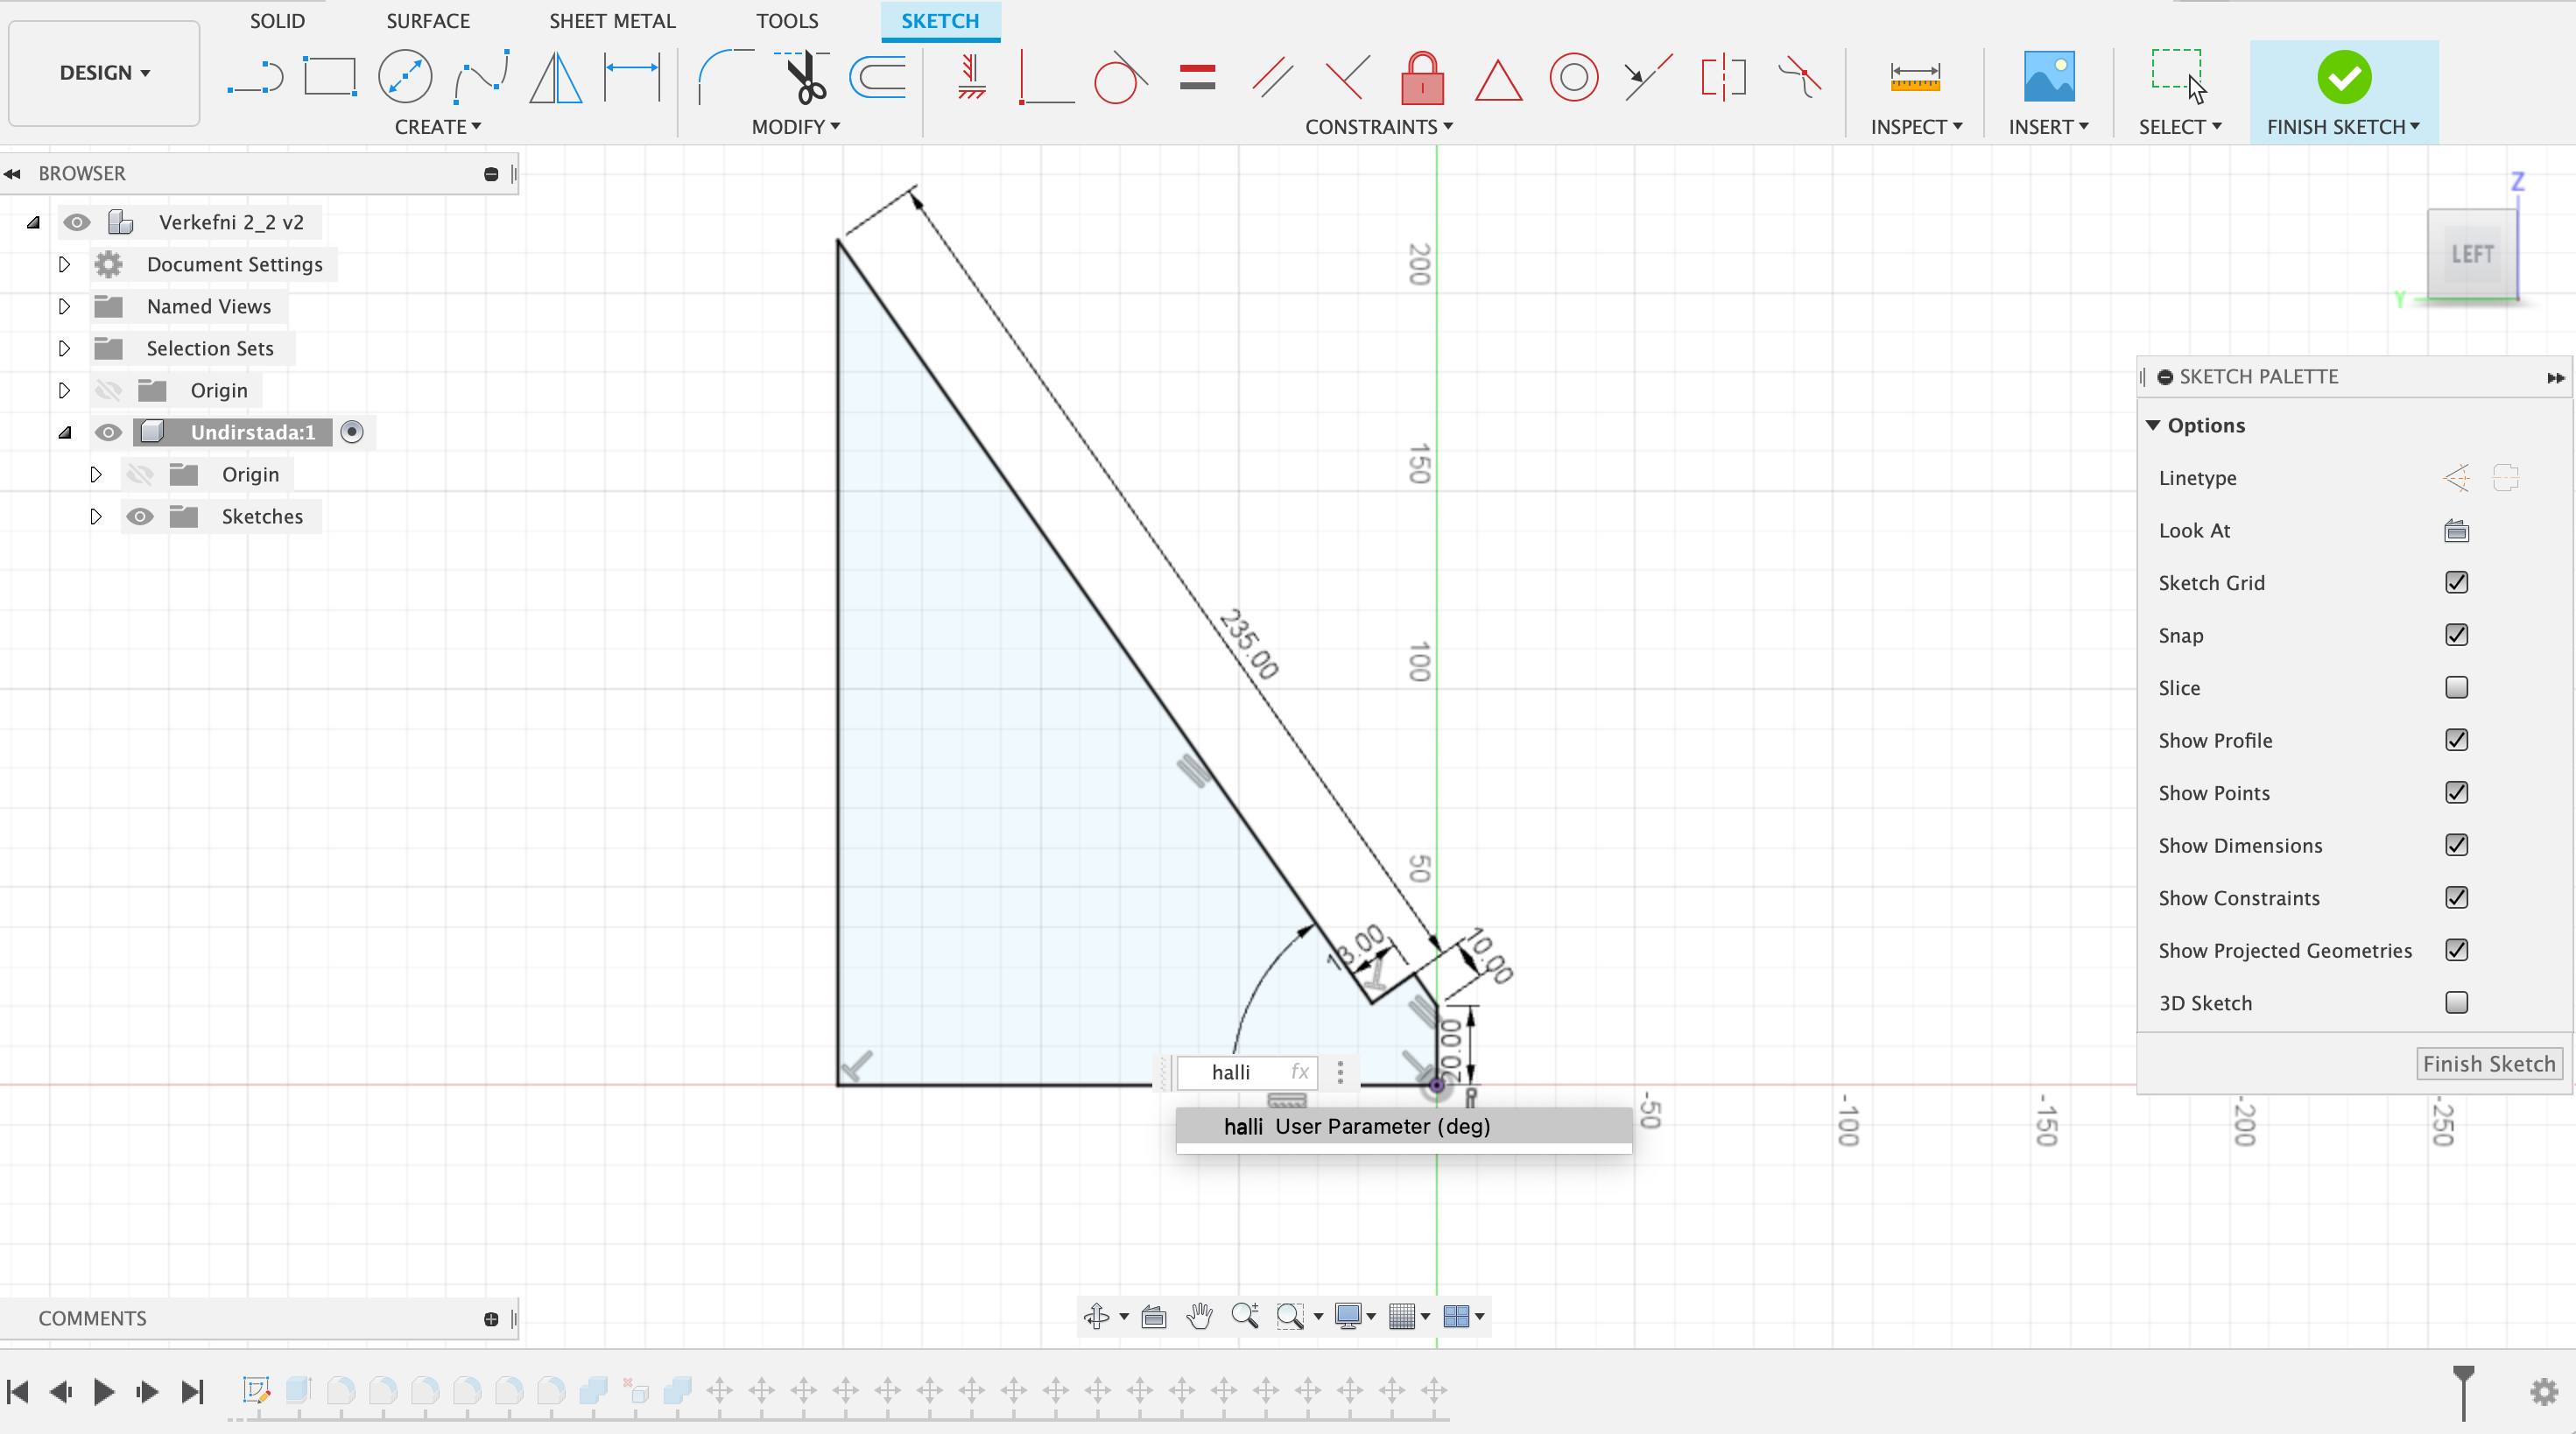 SOLID
SURFACE
SHEET METAL
TOOLS
SKETCH
DESIGN
CREATE
MODIFY
CONSTRAINTS
INSPECT
INSERT
SELECT
FINISH SKETCH
BROWSER
Verkefni 2_2 v2
Document Settings
Named Views
Selection Sets
Origin
Undirstada:1
Origin
Sketches
Z
LEFT
Y
SKETCH PALETTE
Options
Linetype
Look At
Sketch Grid
Snap
Slice
Show Profile
Show Points
Show Dimensions
Show Constraints
Show Projected Geometries
3D Sketch
Finish Sketch
200
150
100
50
235.00
13.00
10.00
20.00
halli fx
halli User Parameter (deg)
-50
-100
-150
-200
-250
COMMENTS